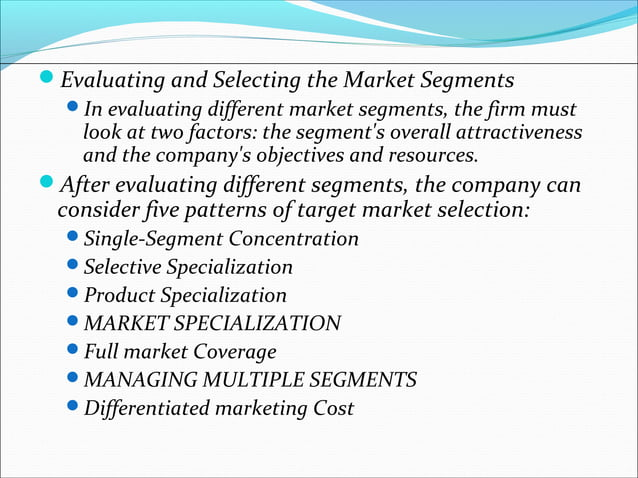 Evaluating and Selecting the Market Segments
In evaluating different market segments, the firm must
look at two factors: the segment's overall attractiveness
and the company's objectives and resources.
After evaluating different segments, the company can
consider five patterns of target market selection:
Single-Segment Concentration
Selective Specialization
Product Specialization
MARKET SPECIALIZATION
Full market Coverage
MANAGING MULTIPLE SEGMENTS
Differentiated marketing Cost